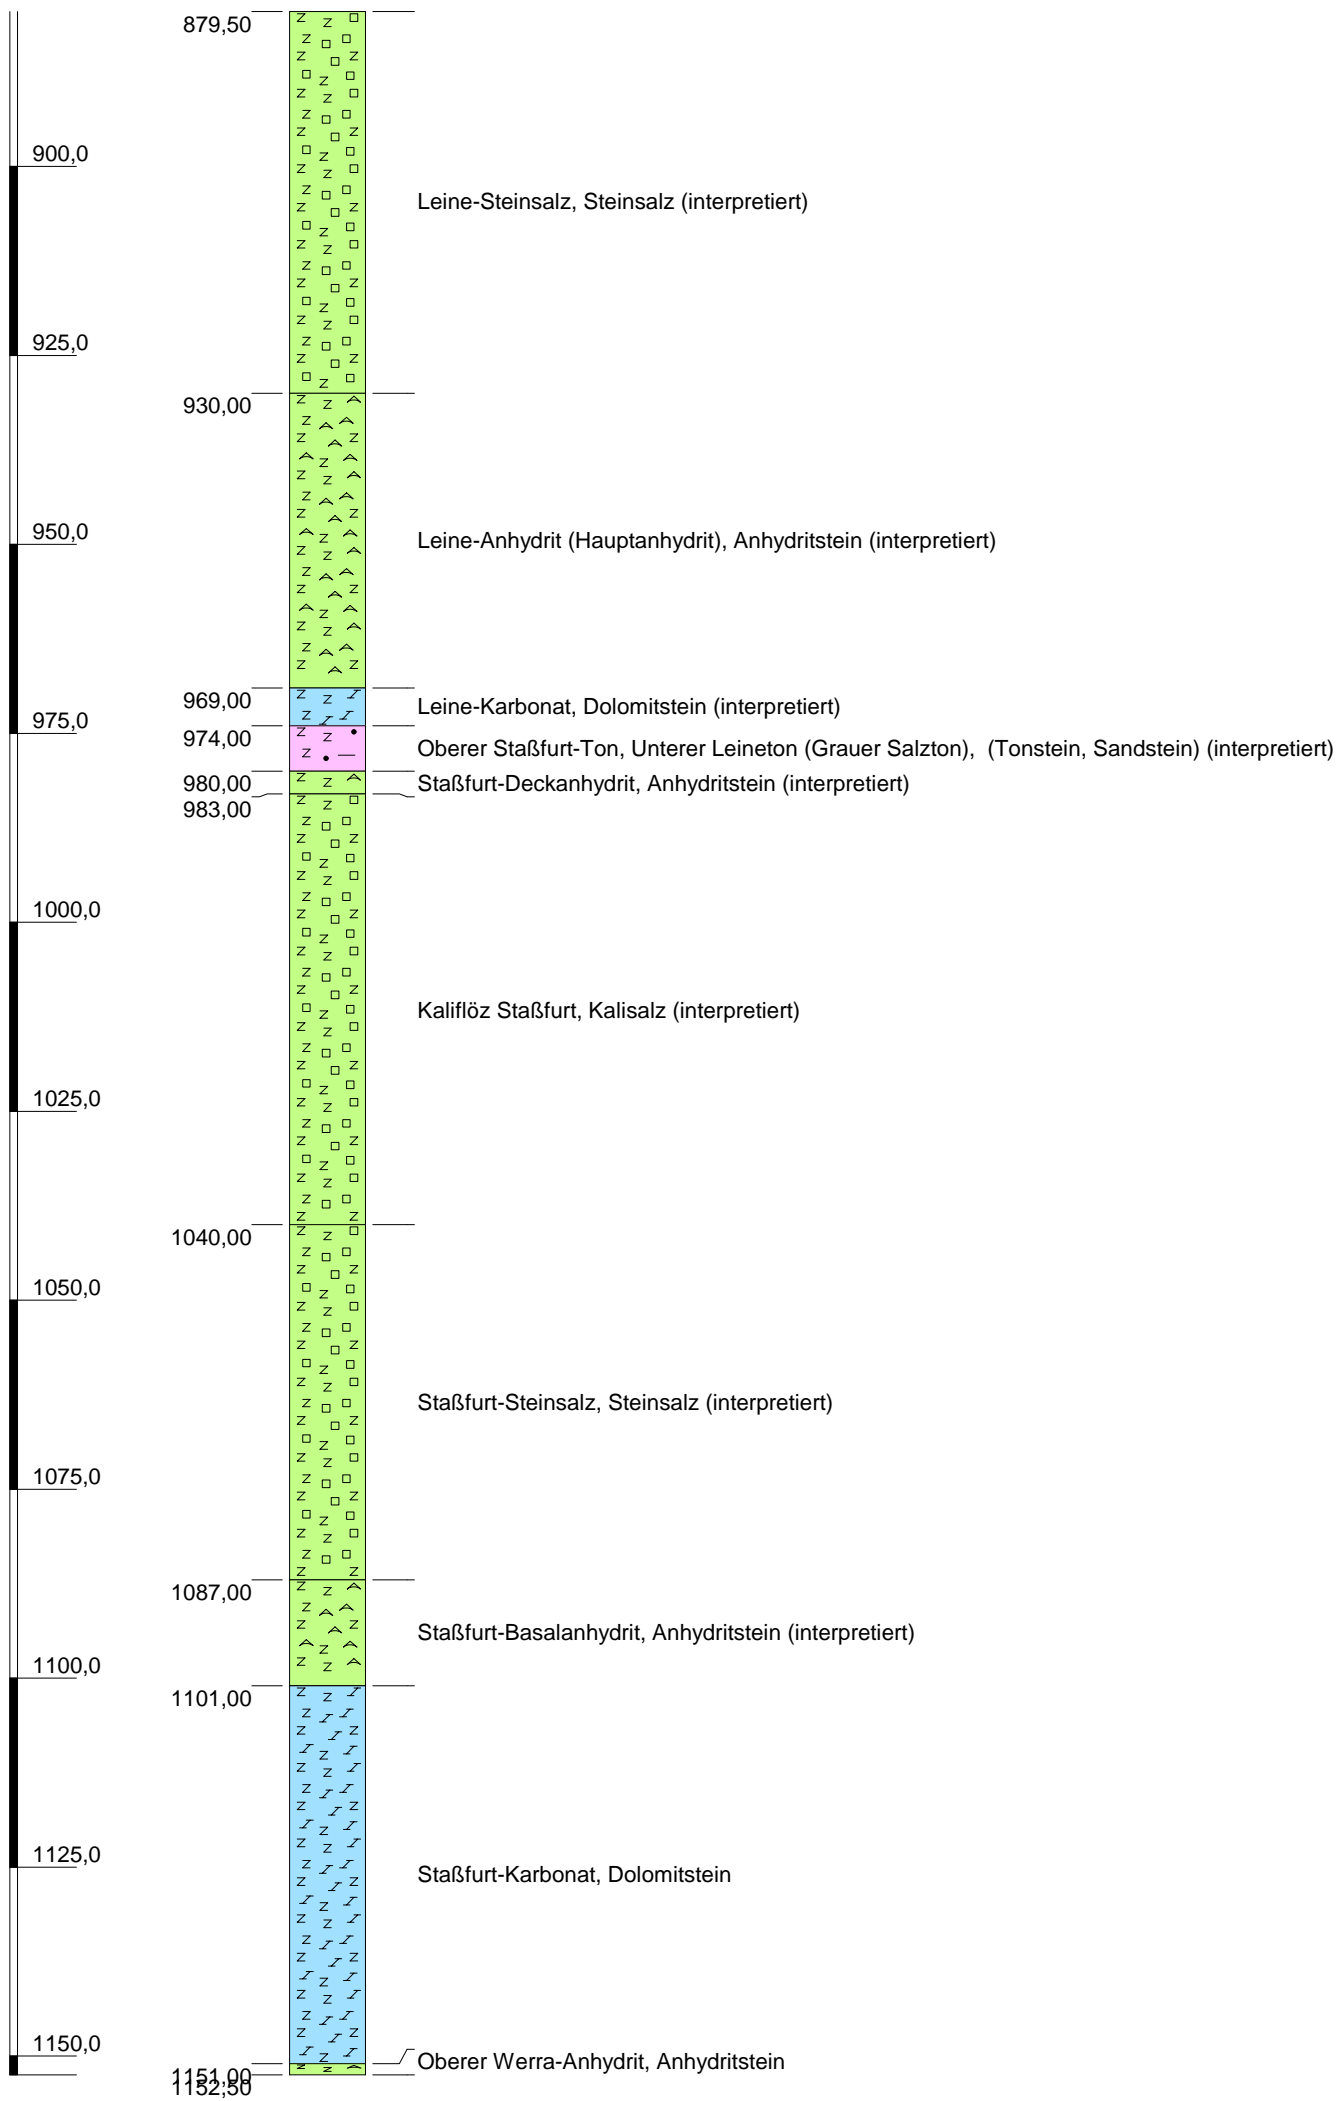 879,50
900,0
Leine-Steinsalz, Steinsalz (interpretiert)
925,0
930,00
950,0
Leine-Anhydrit (Hauptanhydrit), Anhydritstein (interpretiert)
969,00
Leine-Karbonat, Dolomitstein (interpretiert)
975,0
974,00
Oberer Staßfurt-Ton, Unterer Leineton (Grauer Salzton), (Tonstein, Sandstein) (interpretiert)
980,00
Staßfurt-Deckanhydrit, Anhydritstein (interpretiert)
983,00
1000,0
Kaliflöz Staßfurt, Kalisalz (interpretiert)
1025,0
1040,00
1050,0
Staßfurt-Steinsalz, Steinsalz (interpretiert)
1075,0
1087,00
Staßfurt-Basalanhydrit, Anhydritstein (interpretiert)
1100,0
1101,00
1125,0
Staßfurt-Karbonat, Dolomitstein
1150,0
Oberer Werra-Anhydrit, Anhydritstein
1151,00
1152,50